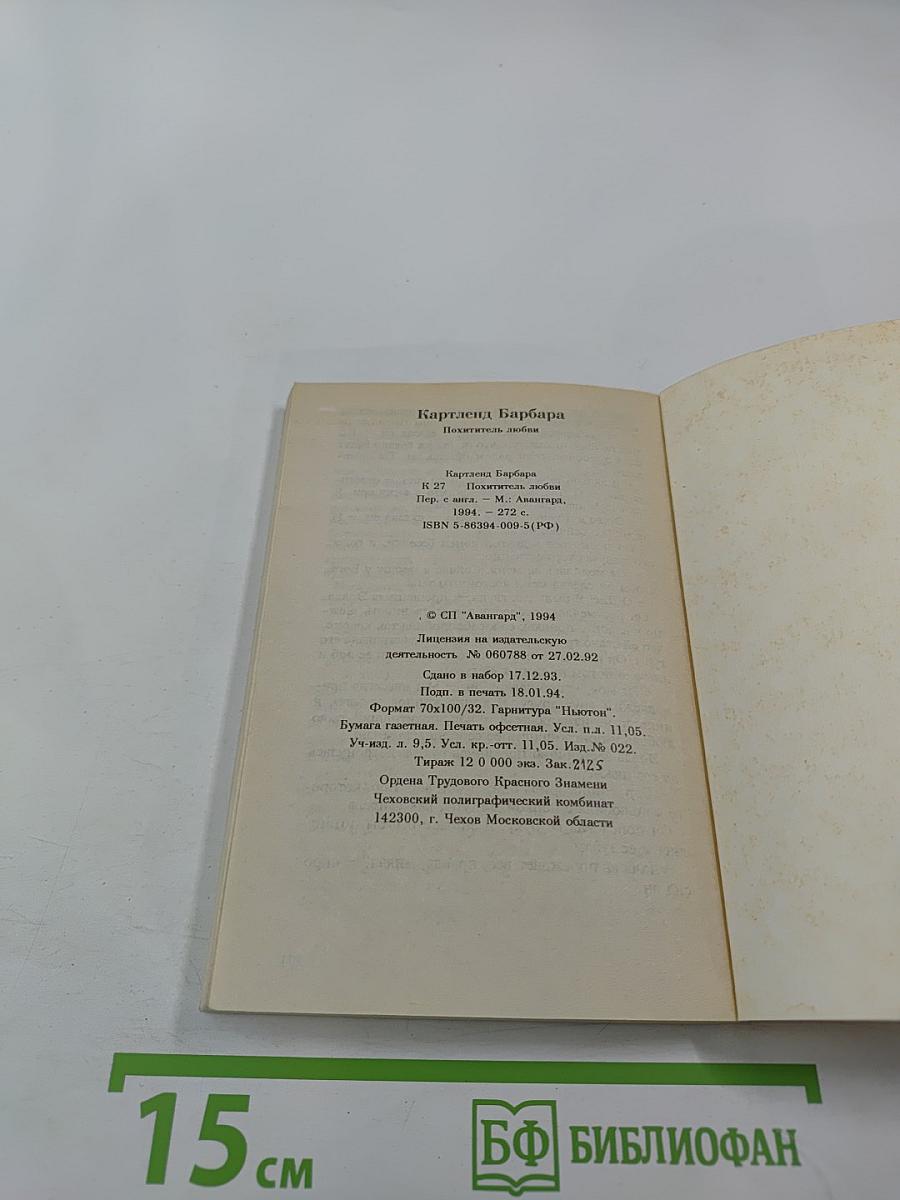 Картленд Барбара
Похититель любви
Картленд Барбара
К 27 Похититель любви
Пер. с англ. – М.: Авангард,
1994. – 272 с.
ISBN 5-86394-009-5(РФ)
© СП "Авангард", 1994
Лицензия на издательскую
деятельность № 060788 от 27.02.92
Сдано в набор 17.12.93.
Подп. в печать 18.01.94.
Формат 70х100/32. Гарнитура "Ньютон".
Бумага газетная. Печать офсетная. Усл. п.л. 11,05.
Уч-изд. л. 9,5. Усл. кр.-отт. 11,05. Изд.№ 022.
Тираж 12 0 000 экз. Зак.2125
Ордена Трудового Красного Знамени
Чеховский полиграфический комбинат
142300, г. Чехов Московской области
15 см
БФ БИБЛИОФАН